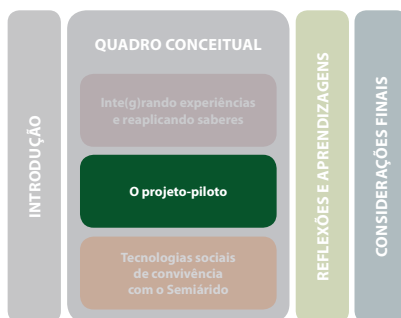 INTRODUÇÃO
QUADRO CONCEITUAL
Inte(g)rando experiências
e reaplicando saberes
O projeto-piloto
Tecnologias sociais
de convivência
com o Semiárido
REFLEXÕES E APRENDIZAGENS
CONSIDERAÇÕES FINAIS